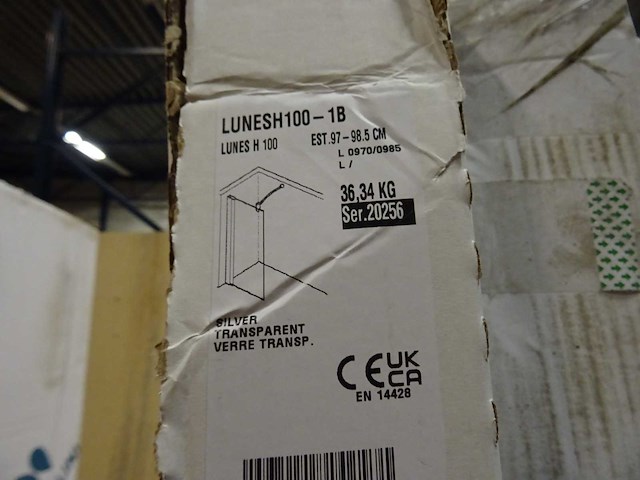 LUNESH100-1B
LUNES H 100 EST.97-98.5 CM
L 0970/0985
L /
36,34 KG
Ser.20256
SILVER
TRANSPARENT
VERRE TRANSP.
CE UK
CA
EN 14428